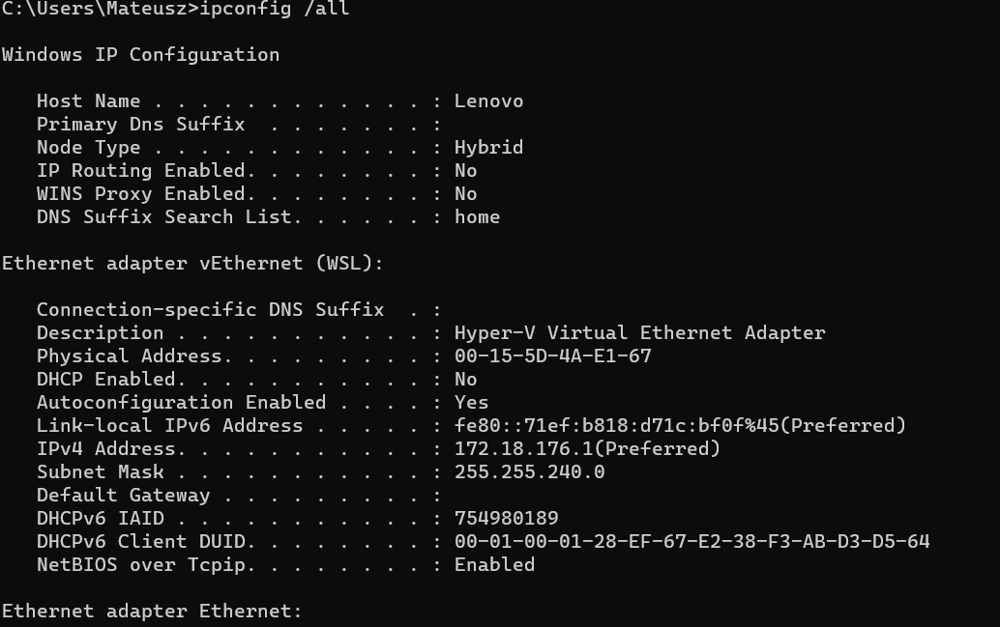 C:\Users\Mateusz>ipconfig /all
Windows IP Configuration
Host Name . . . . . . . . . . . . : Lenovo
Primary Dns Suffix  . . . . . . . :
Node Type . . . . . . . . . . . . : Hybrid
IP Routing Enabled. . . . . . . . : No
WINS Proxy Enabled. . . . . . . . : No
DNS Suffix Search List. . . . . . : home
Ethernet adapter vEthernet (WSL):
Connection-specific DNS Suffix  . :
Description . . . . . . . . . . . : Hyper-V Virtual Ethernet Adapter
Physical Address. . . . . . . . . : 00-15-5D-4A-E1-67
DHCP Enabled. . . . . . . . . . . : No
Autoconfiguration Enabled . . . . : Yes
Link-local IPv6 Address . . . . . : fe80::71ef:b818:d71c:bf0f%45(Preferred)
IPv4 Address. . . . . . . . . . . : 172.18.176.1(Preferred)
Subnet Mask . . . . . . . . . . . : 255.255.240.0
Default Gateway . . . . . . . . . :
DHCPv6 IAID . . . . . . . . . . . : 754980189
DHCPv6 Client DUID. . . . . . . . : 00-01-00-01-28-EF-67-E2-38-F3-AB-D3-D5-64
NetBIOS over Tcpip. . . . . . . . : Enabled
Ethernet adapter Ethernet: